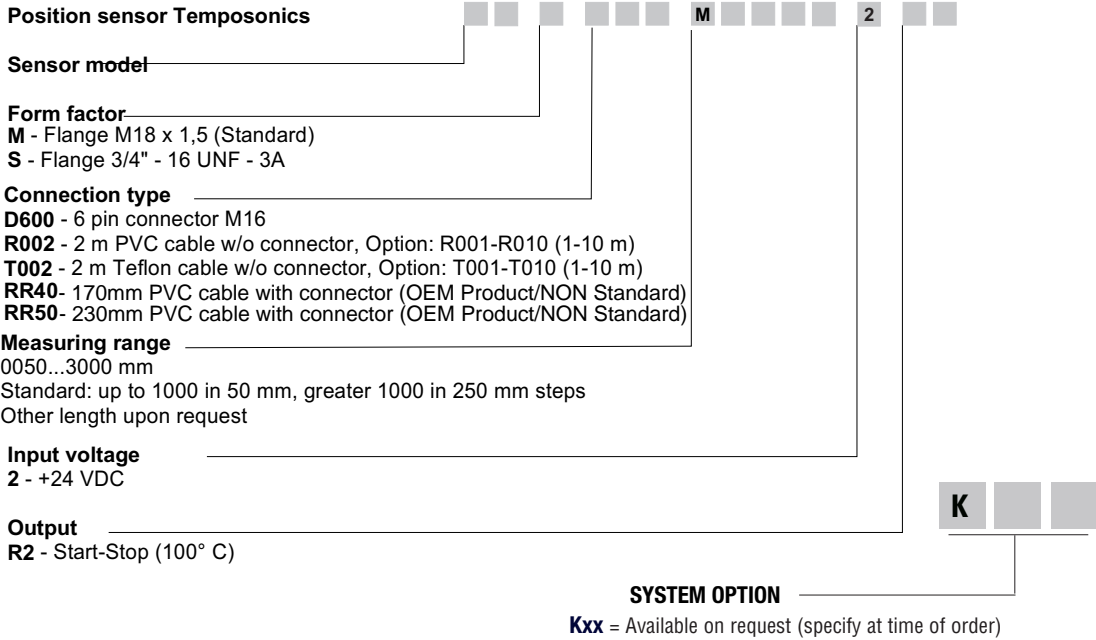 Position sensor Temposonics M 2
Sensor model
Form factor
M - Flange M18 x 1,5 (Standard)
S - Flange 3/4" - 16 UNF - 3A
Connection type
D600 - 6 pin connector M16
R002 - 2 m PVC cable w/o connector, Option: R001-R010 (1-10 m)
T002 - 2 m Teflon cable w/o connector, Option: T001-T010 (1-10 m)
RR40- 170mm PVC cable with connector (OEM Product/NON Standard)
RR50- 230mm PVC cable with connector (OEM Product/NON Standard)
Measuring range
0050...3000 mm
Standard: up to 1000 in 50 mm, greater 1000 in 250 mm steps
Other length upon request
Input voltage
2 - +24 VDC
Output
R2 - Start-Stop (100° C)
K
SYSTEM OPTION
Kxx = Available on request (specify at time of order)